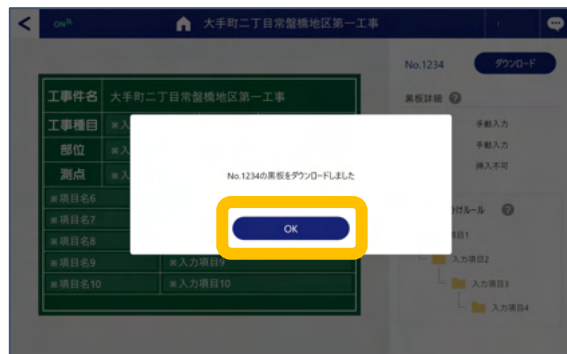 ON
大手町二丁目常盤橋地区第一工事
No.1234
ダウンロード
工事件名 大手町二丁目常盤橋地区第一工事
黒板詳細 ?
工事種目 ※入
手動入力
部位 ※入
手動入力
測点 ※入
挿入不可
No.1234の黒板をダウンロードしました
OK
※項目名6
※項目名7
けルール ?
※項目名8
目1
※項目名9 ※入力項目9
入力項目2
※項目名10 ※入力項目10
入力項目3
入力項目4